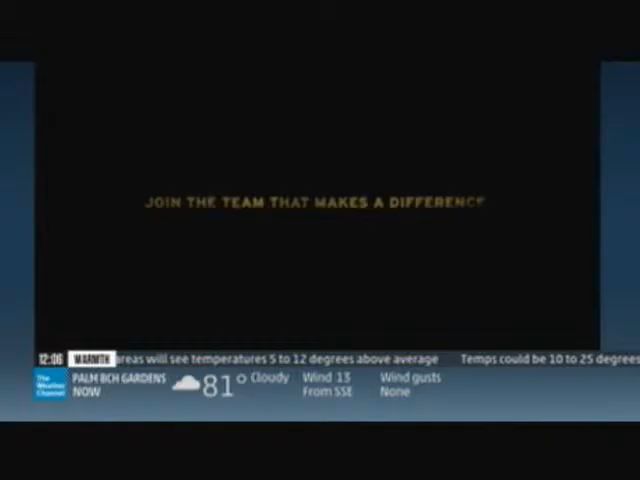 JOIN THE TEAM THAT MAKES A DIFFERENCE
12:06 WARMTH areas will see temperatures 5 to 12 degrees above average Temps could be 10 to 25 degrees
The Weather Channel
PALM BCH GARDENS
NOW
81° Cloudy
Wind 13
From SSE
Wind gusts
None